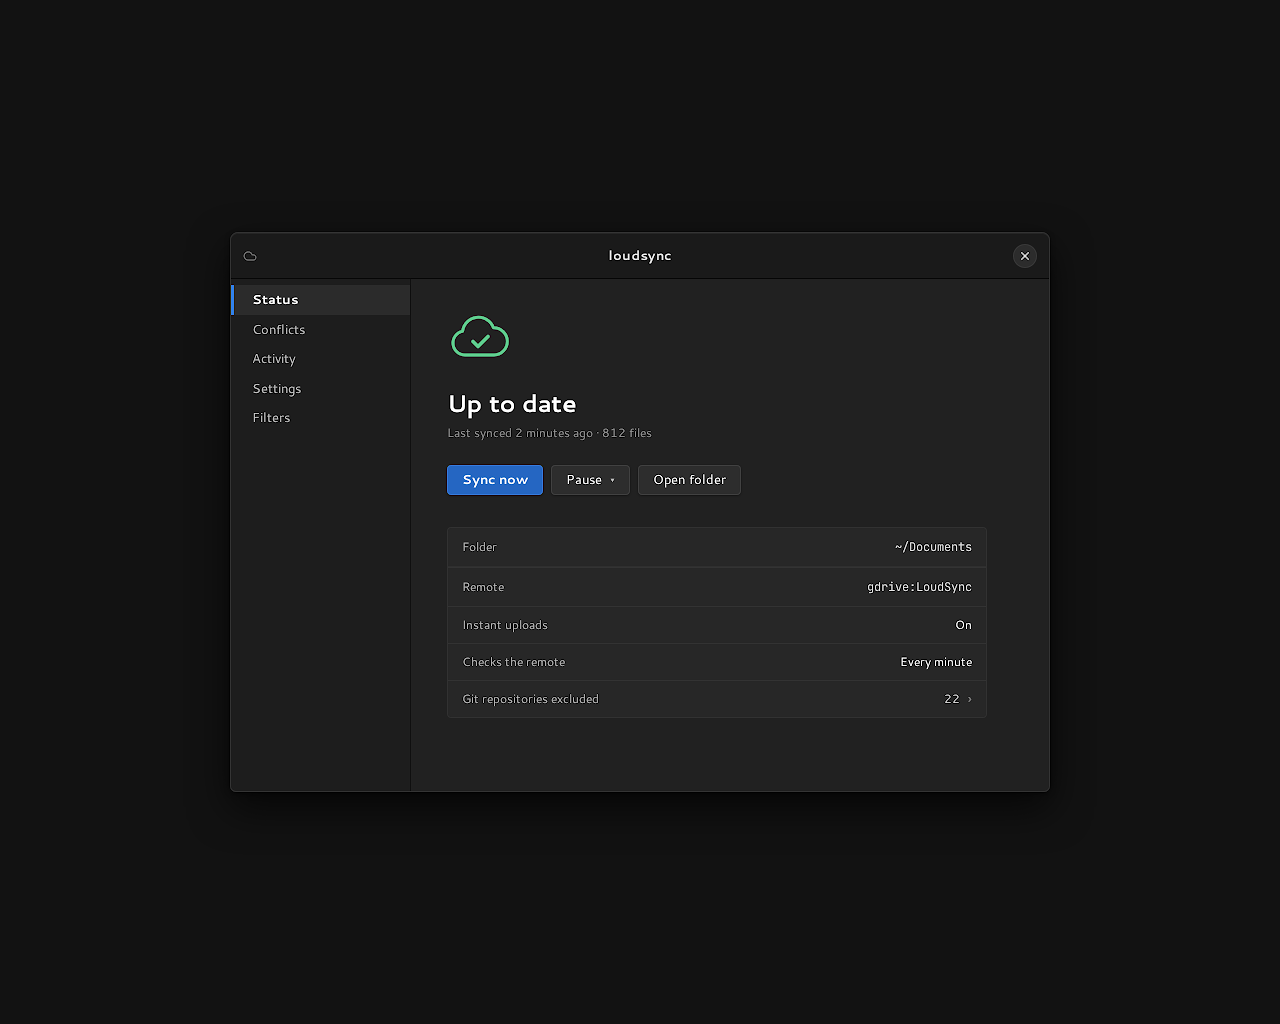 loudsync
Status
Conflicts
Activity
Settings
Filters
Up to date
Last synced 2 minutes ago · 812 files
Sync now
Pause ▾
Open folder
Folder ~/Documents
Remote gdrive:LoudSync
Instant uploads On
Checks the remote Every minute
Git repositories excluded 22 ›